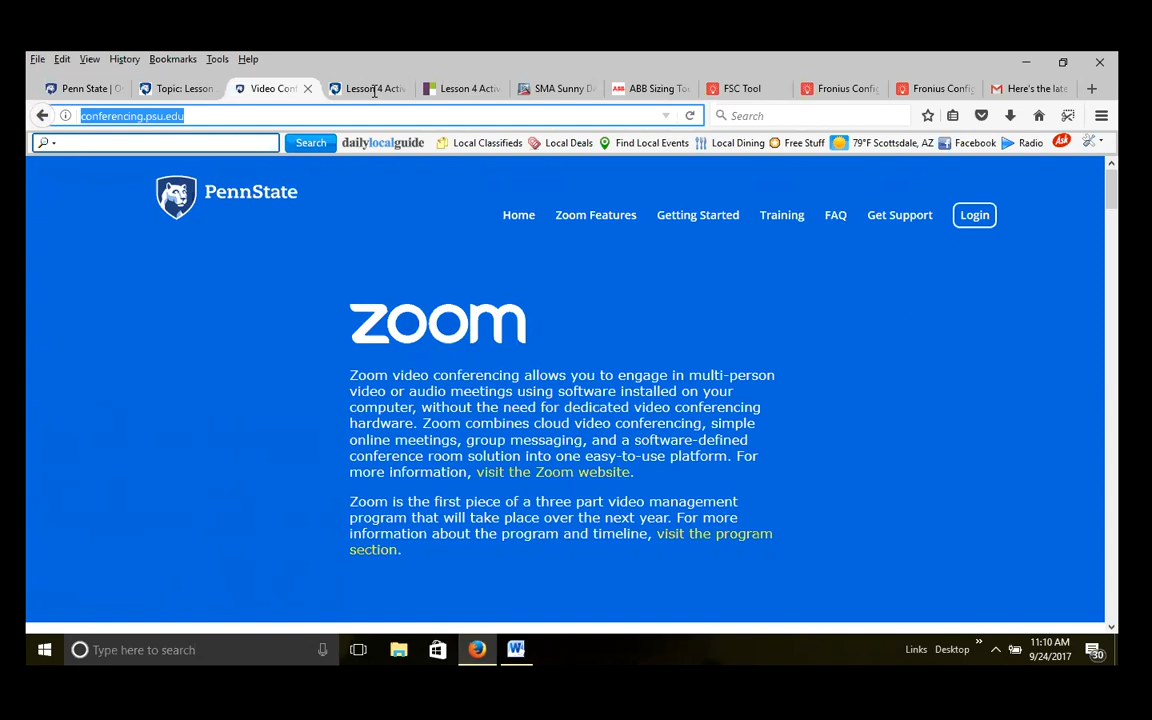 File Edit View History Bookmarks Tools Help
Penn State | O Topic: Lesson Video Conf Lesson 4 Activ Lesson 4 Activ SMA Sunny D ABB Sizing To FSC Tool Fronius Config Fronius Config Here's the late
conferencing.psu.edu Search
Search dailylocalguide Local Classifieds Local Deals Find Local Events Local Dining Free Stuff 79°F Scottsdale, AZ Facebook Radio Ask
PennState
Home Zoom Features Getting Started Training FAQ Get Support Login
zoom
Zoom video conferencing allows you to engage in multi-person
video or audio meetings using software installed on your
computer, without the need for dedicated video conferencing
hardware. Zoom combines cloud video conferencing, simple
online meetings, group messaging, and a software-defined
conference room solution into one easy-to-use platform. For
more information, visit the Zoom website.
Zoom is the first piece of a three part video management
program that will take place over the next year. For more
information about the program and timeline, visit the program
section.
Type here to search W Links Desktop » 11:10 AM
9/24/2017 30